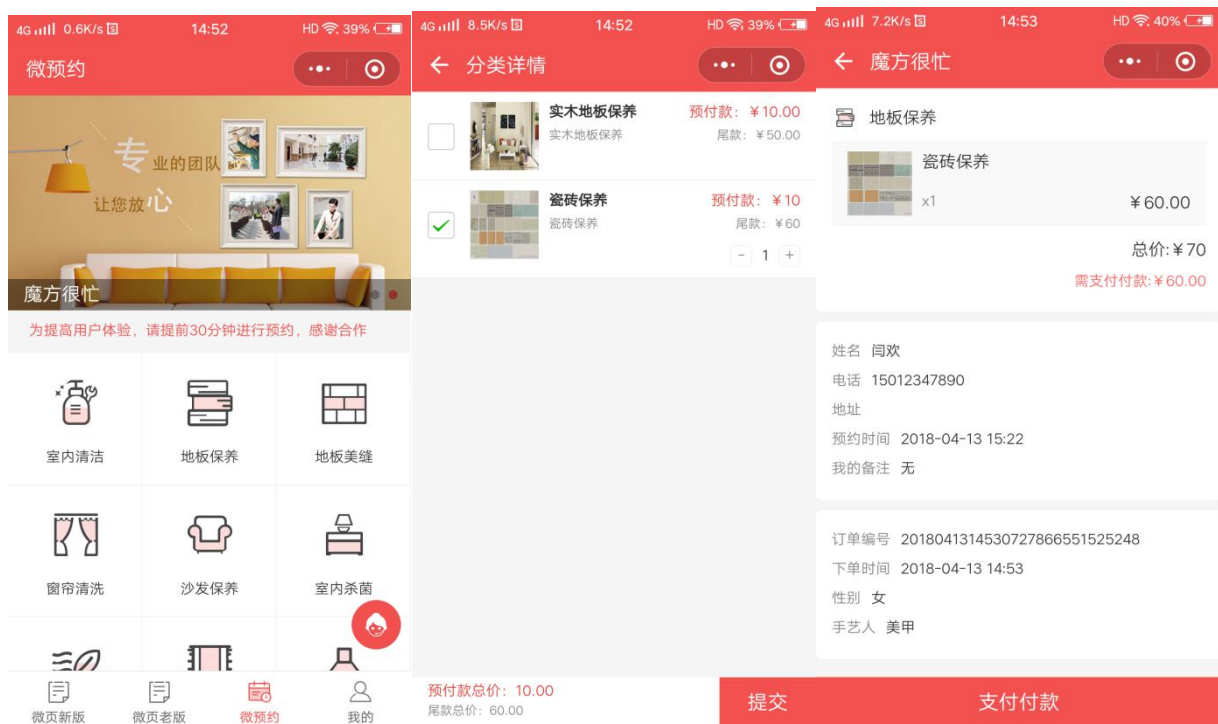 4G 0.6K/s 14:52 HD 39%
微预约
专业的团队
让您放心
魔方很忙
为提高用户体验，请提前30分钟进行预约，感谢合作
室内清洁 地板保养 地板美缝
窗帘清洗 沙发保养 室内杀菌
微页新版 微页老版 微预约 我的
4G 8.5K/s 14:52 HD 39%
分类详情
实木地板保养 预付款：￥10.00
实木地板保养 尾款：￥50.00
瓷砖保养 预付款：￥10
瓷砖保养 尾款：￥60
- 1 +
预付款总价：10.00
尾款总价：60.00
提交
4G 7.2K/s 14:53 HD 40%
魔方很忙
地板保养
瓷砖保养
x1 ￥60.00
总价:￥70
需支付付款:￥60.00
姓名 闫欢
电话 15012347890
地址
预约时间 2018-04-13 15:22
我的备注 无
订单编号 2018041314530727866551525248
下单时间 2018-04-13 14:53
性别 女
手艺人 美甲
支付付款